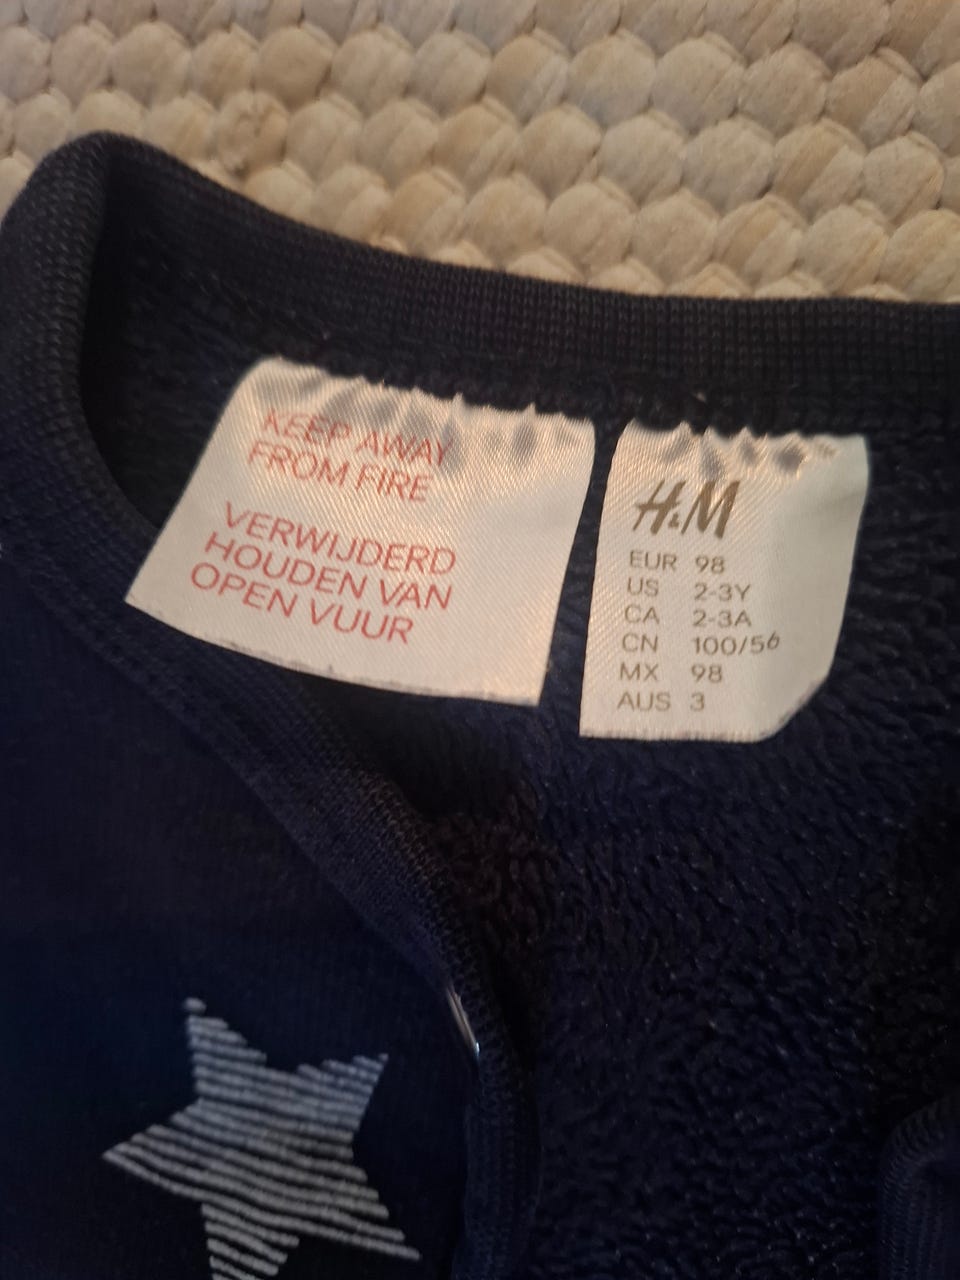 KEEP AWAY
FROM FIRE
VERWIJDERD
HOUDEN VAN
OPEN VUUR
H&M
EUR 98
US 2-3Y
CA 2-3A
CN 100/56
MX 98
AUS 3